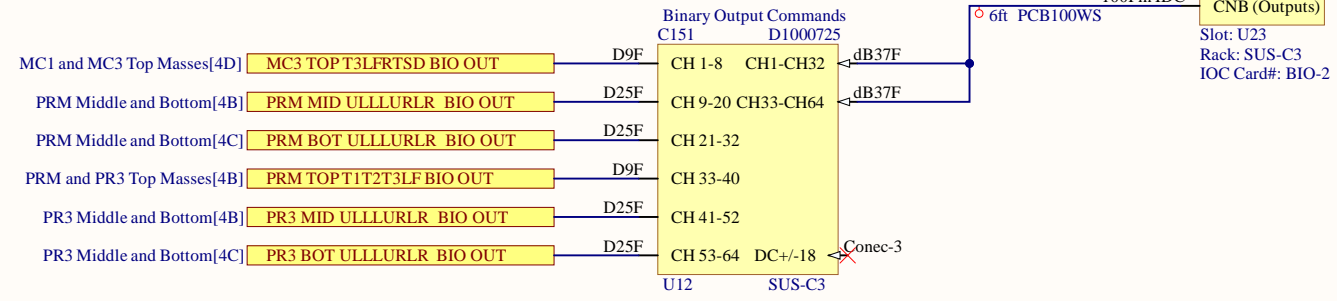 100Pin IDC
CNB (Outputs)
6ft PCB100WS
Slot: U23
Rack: SUS-C3
IOC Card#: BIO-2
Binary Output Commands
C151 D1000725
MC1 and MC3 Top Masses[4D] MC3 TOP T3LFRTSD BIO OUT D9F CH 1-8 CH1-CH32 dB37F
PRM Middle and Bottom[4B] PRM MID ULLLURLR BIO OUT D25F CH 9-20 CH33-CH64 dB37F
PRM Middle and Bottom[4C] PRM BOT ULLLURLR BIO OUT D25F CH 21-32
PRM and PR3 Top Masses[4B] PRM TOP T1T2T3LF BIO OUT D9F CH 33-40
PR3 Middle and Bottom[4B] PR3 MID ULLLURLR BIO OUT D25F CH 41-52
PR3 Middle and Bottom[4C] PR3 BOT ULLLURLR BIO OUT D25F CH 53-64 DC+/-18 Conec-3
U12 SUS-C3